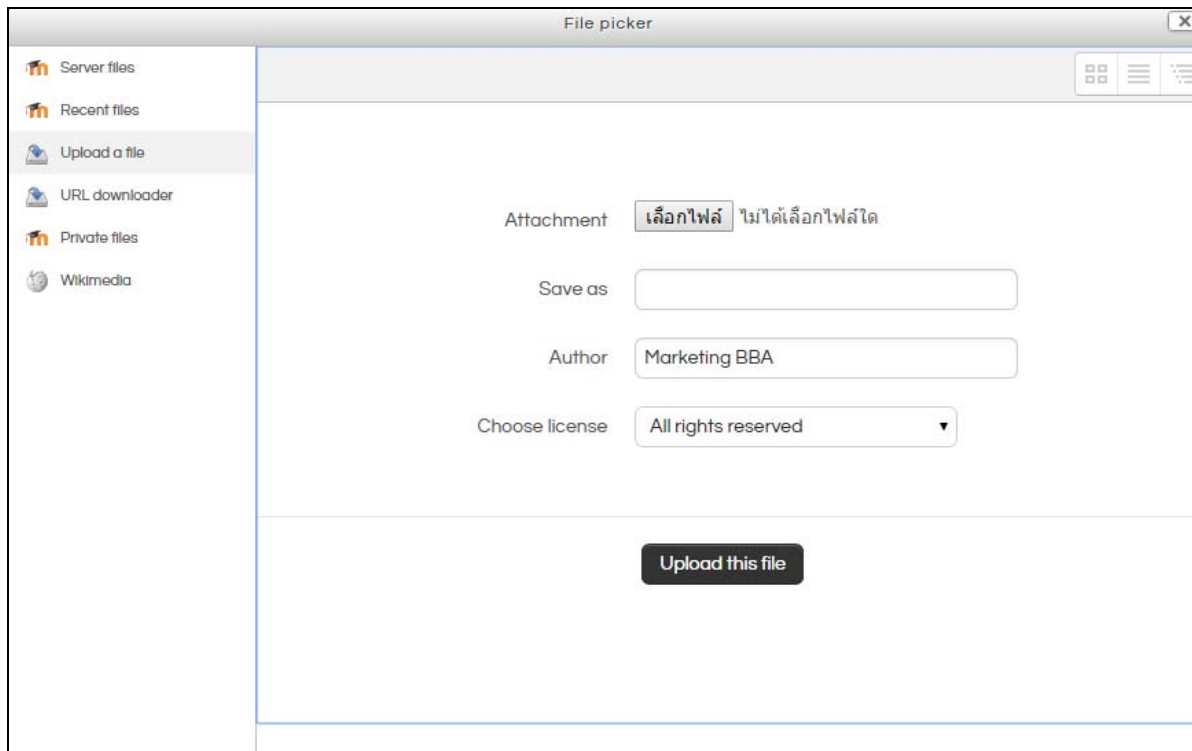 File picker
Server files
Recent files
Upload a file
URL downloader
Private files
Wikimedia
Attachment เลือกไฟล์ ไม่ได้เลือกไฟล์ใด
Save as
Author Marketing BBA
Choose license All rights reserved
Upload this file